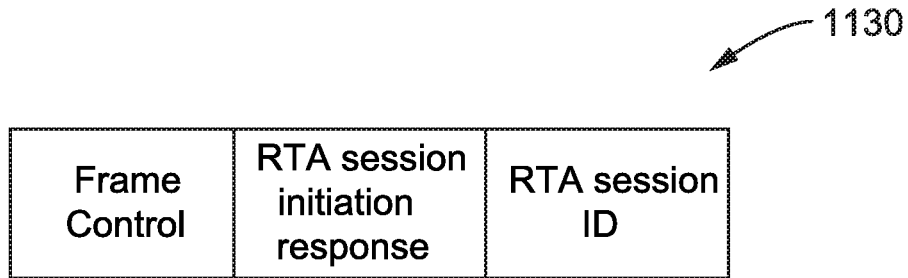 1130
Frame
Control
RTA session
initiation
response
RTA session
ID